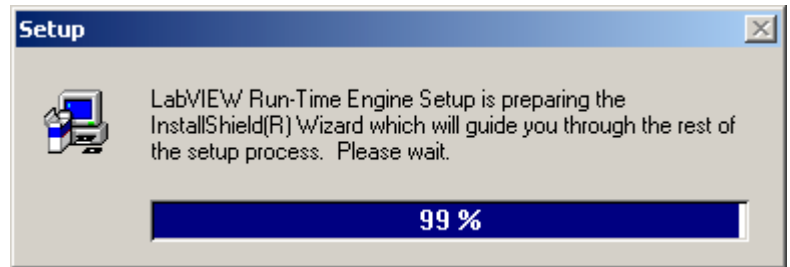 Setup
LabVIEW Run-Time Engine Setup is preparing the
InstallShield(R) Wizard which will guide you through the rest of
the setup process.  Please wait.
99 %